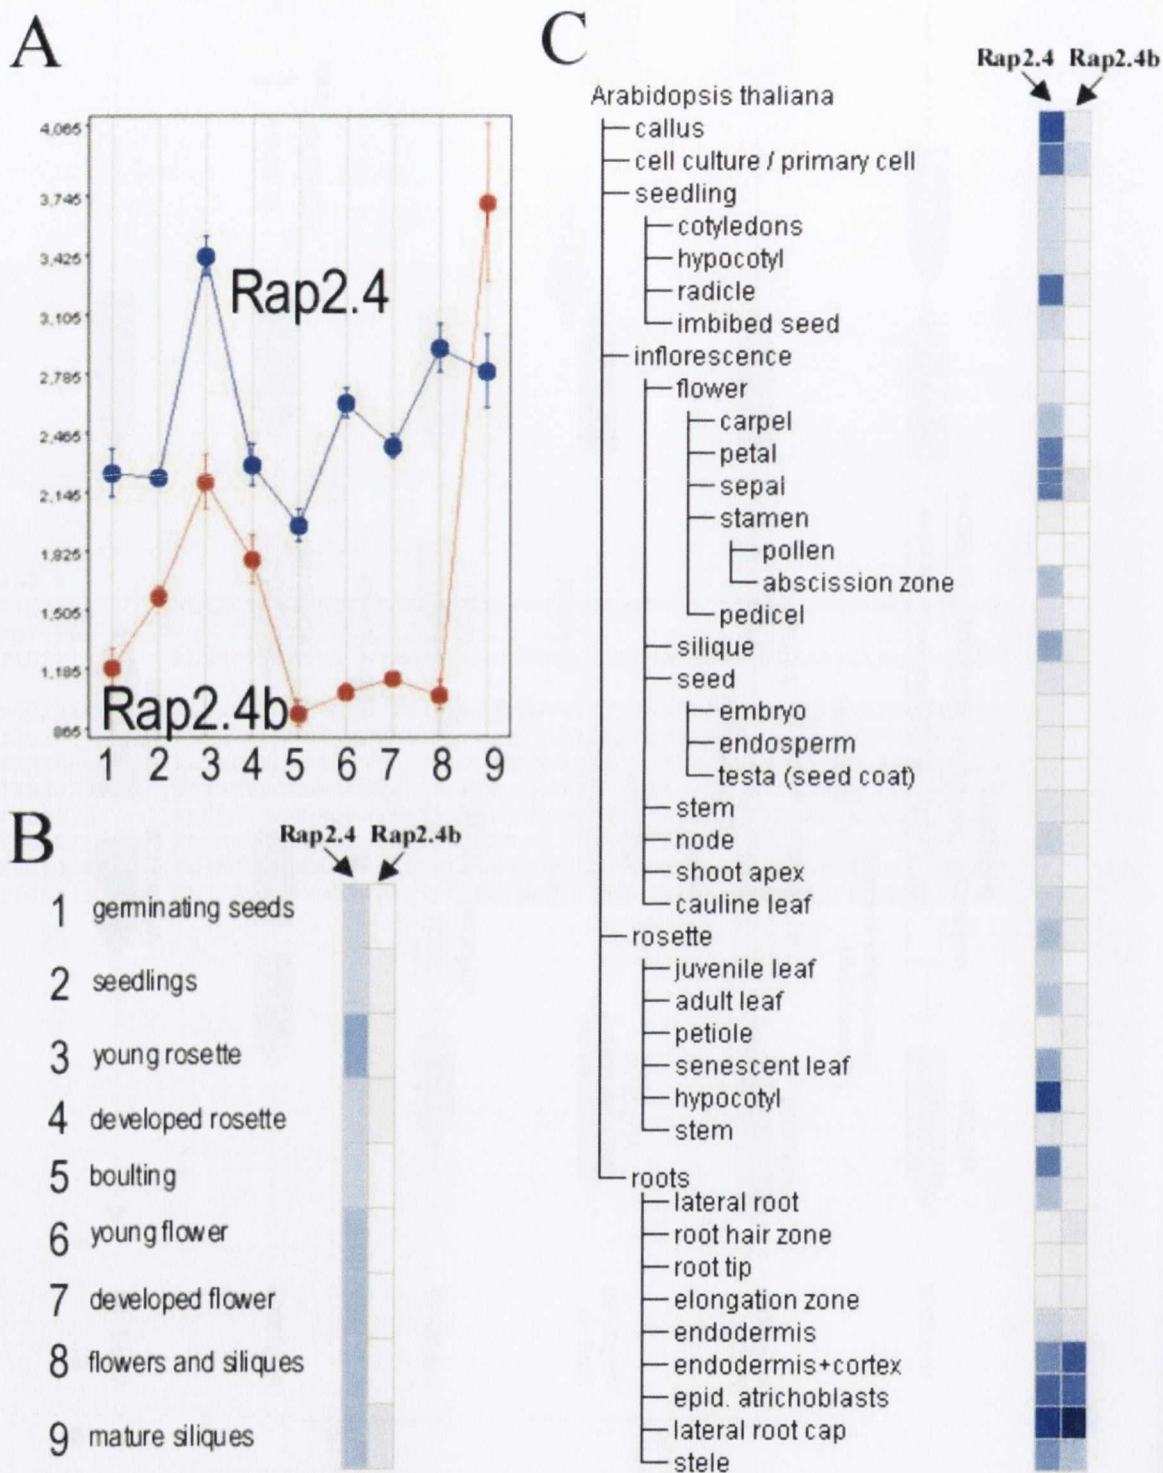 A
4,065
3,745
3,425
3,105
2,785
2,465
2,145
1,825
1,505
1,185
865
Rap2.4
Rap2.4b
1 2 3 4 5 6 7 8 9
B
Rap2.4 Rap2.4b
1 germinating seeds
2 seedlings
3 young rosette
4 developed rosette
5 boulting
6 young flower
7 developed flower
8 flowers and siliques
9 mature siliques
C
Rap2.4 Rap2.4b
Arabidopsis thaliana
callus
cell culture / primary cell
seedling
cotyledons
hypocotyl
radicle
imbibed seed
inflorescence
flower
carpel
petal
sepal
stamen
pollen
abscission zone
pedicel
silique
seed
embryo
endosperm
testa (seed coat)
stem
node
shoot apex
cauline leaf
rosette
juvenile leaf
adult leaf
petiole
senescent leaf
hypocotyl
stem
roots
lateral root
root hair zone
root tip
elongation zone
endodermis
endodermis+cortex
epid. atrichoblasts
lateral root cap
stele